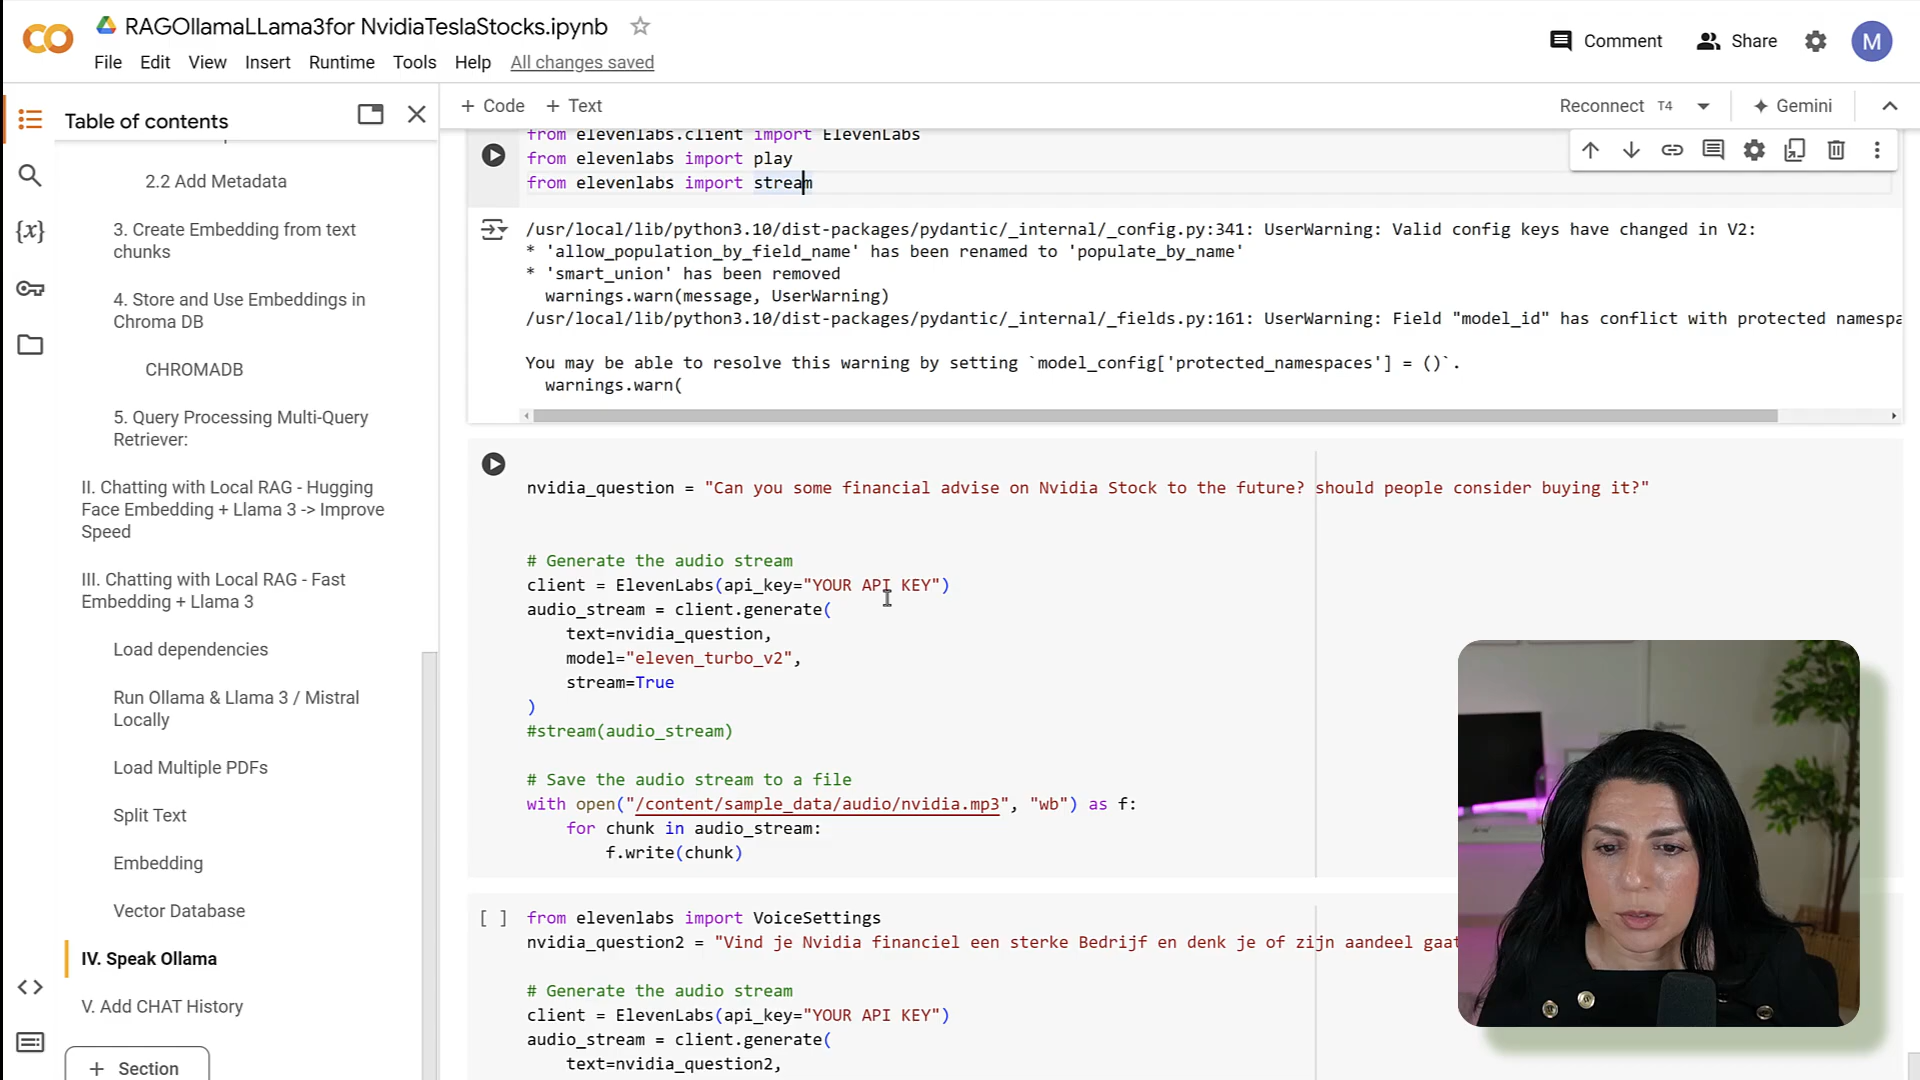 RAGOllamaLLama3for NvidiaTeslaStocks.ipynb
Comment
Share
M
File Edit View Insert Runtime Tools Help All changes saved
Table of contents
2.2 Add Metadata
3. Create Embedding from text
chunks
4. Store and Use Embeddings in
Chroma DB
CHROMADB
5. Query Processing Multi-Query
Retriever:
II. Chatting with Local RAG - Hugging
Face Embedding + Llama 3 -> Improve
Speed
III. Chatting with Local RAG - Fast
Embedding + Llama 3
Load dependencies
Run Ollama & Llama 3 / Mistral
Locally
Load Multiple PDFs
Split Text
Embedding
Vector Database
IV. Speak Ollama
V. Add CHAT History
+ Section
+ Code + Text
Reconnect T4
Gemini
from elevenlabs.client import ElevenLabs
from elevenlabs import play
from elevenlabs import stream
/usr/local/lib/python3.10/dist-packages/pydantic/_internal/_config.py:341: UserWarning: Valid config keys have changed in V2:
* 'allow_population_by_field_name' has been renamed to 'populate_by_name'
* 'smart_union' has been removed
warnings.warn(message, UserWarning)
/usr/local/lib/python3.10/dist-packages/pydantic/_internal/_fields.py:161: UserWarning: Field "model_id" has conflict with protected namespa
You may be able to resolve this warning by setting `model_config['protected_namespaces'] = ()`.
warnings.warn(
nvidia_question = "Can you some financial advise on Nvidia Stock to the future? should people consider buying it?"
# Generate the audio stream
client = ElevenLabs(api_key="YOUR API KEY")
audio_stream = client.generate(
text=nvidia_question,
model="eleven_turbo_v2",
stream=True
)
#stream(audio_stream)
# Save the audio stream to a file
with open("/content/sample_data/audio/nvidia.mp3", "wb") as f:
for chunk in audio_stream:
f.write(chunk)
[ ] from elevenlabs import VoiceSettings
nvidia_question2 = "Vind je Nvidia financiel een sterke Bedrijf en denk je of zijn aandeel gaat
# Generate the audio stream
client = ElevenLabs(api_key="YOUR API KEY")
audio_stream = client.generate(
text=nvidia_question2,